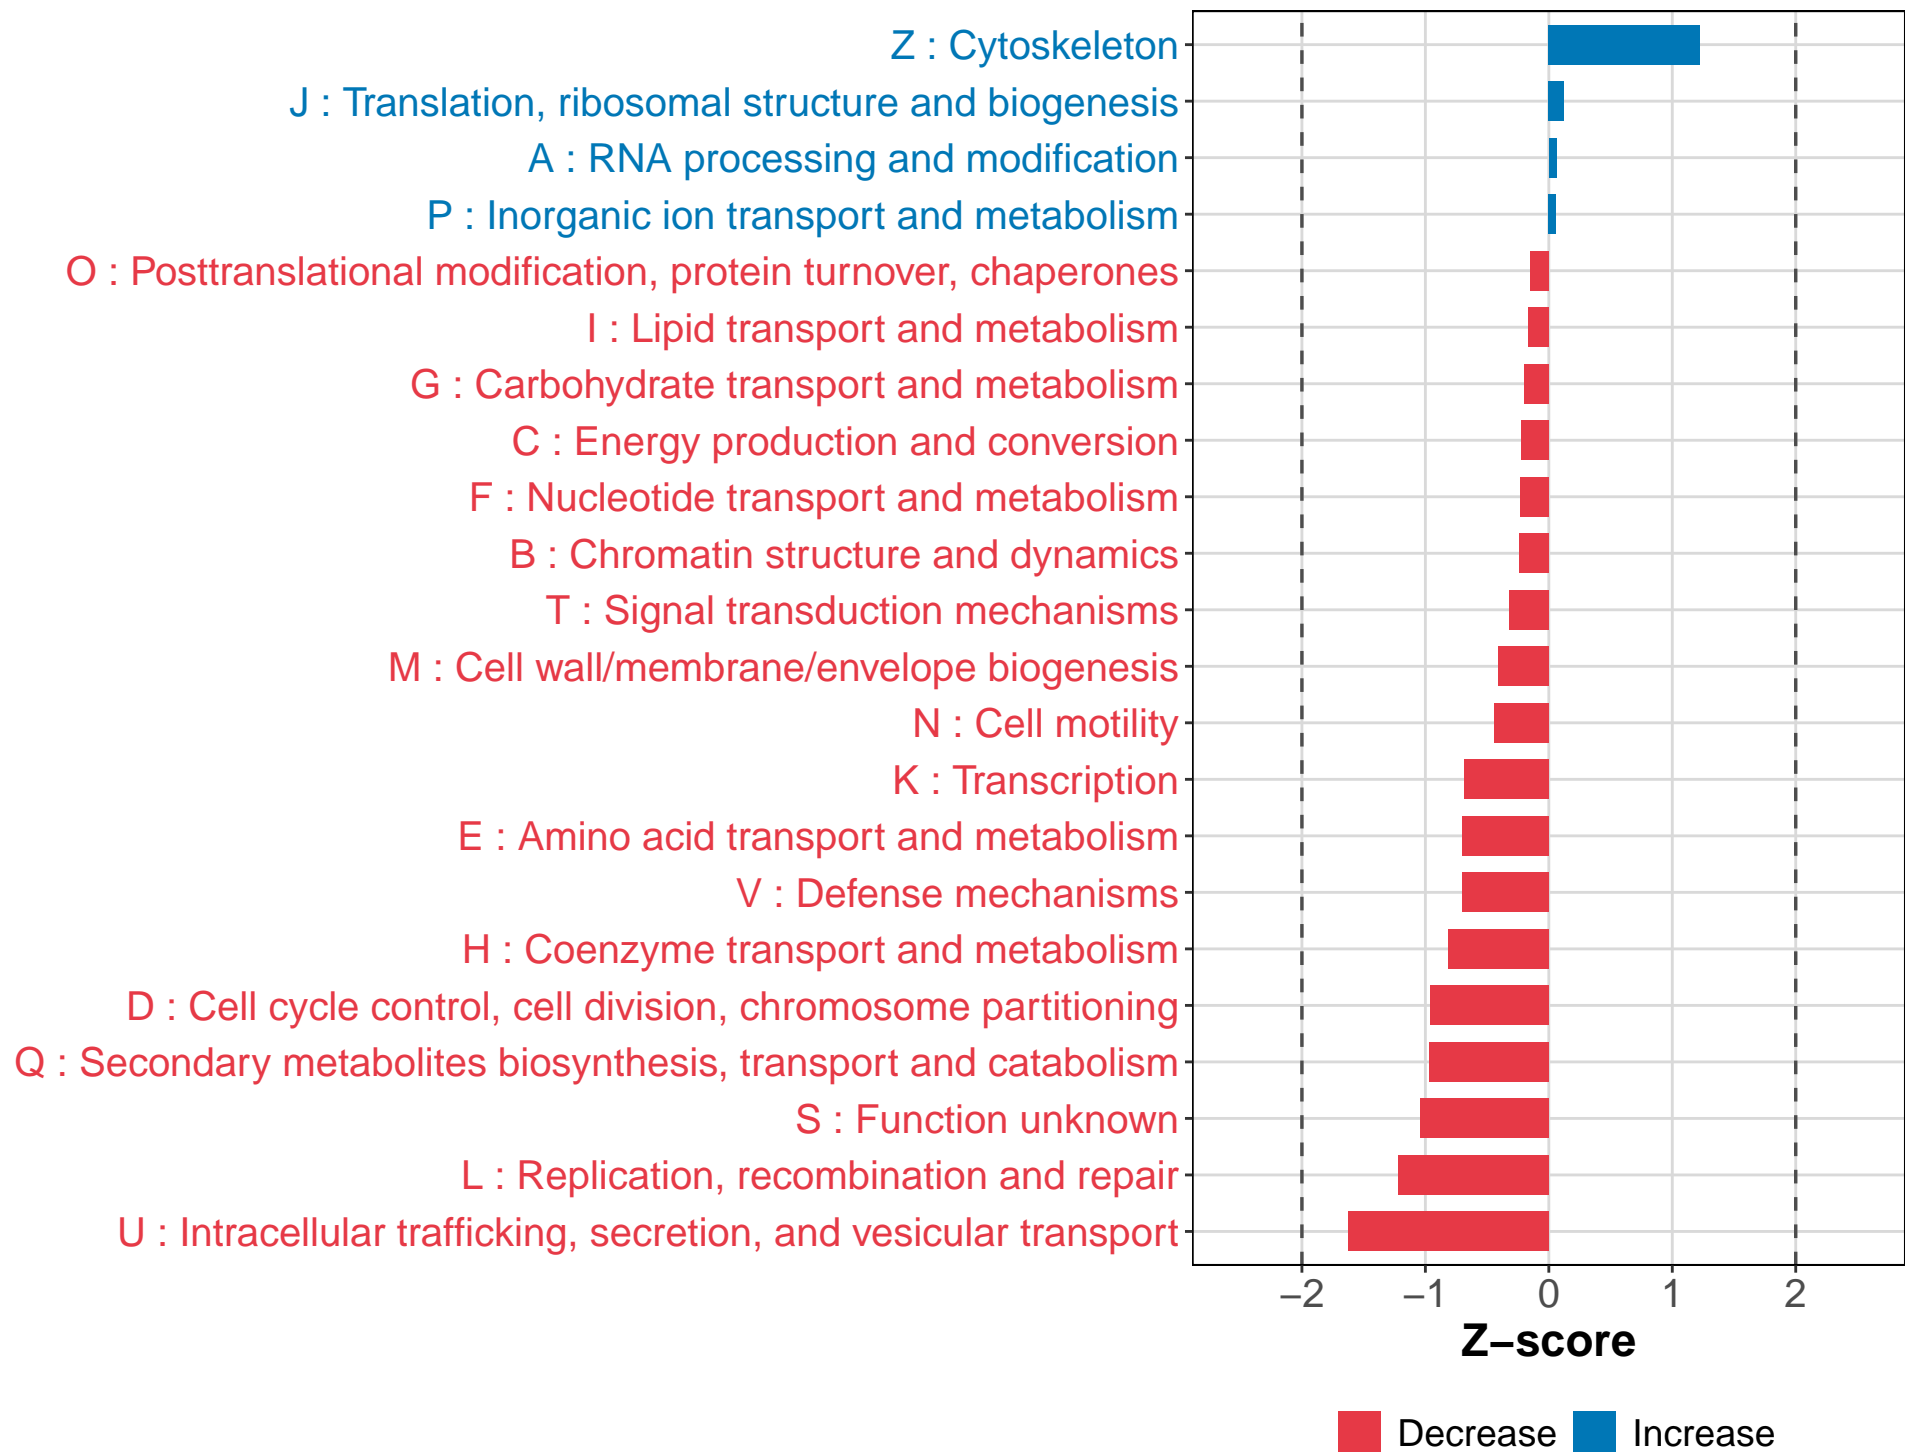 Z : Cytoskeleton
J : Translation, ribosomal structure and biogenesis
A : RNA processing and modification
P : Inorganic ion transport and metabolism
O : Posttranslational modification, protein turnover, chaperones
I : Lipid transport and metabolism
G : Carbohydrate transport and metabolism
C : Energy production and conversion
F : Nucleotide transport and metabolism
B : Chromatin structure and dynamics
T : Signal transduction mechanisms
M : Cell wall/membrane/envelope biogenesis
N : Cell motility
K : Transcription
E : Amino acid transport and metabolism
V : Defense mechanisms
H : Coenzyme transport and metabolism
D : Cell cycle control, cell division, chromosome partitioning
Q : Secondary metabolites biosynthesis, transport and catabolism
S : Function unknown
L : Replication, recombination and repair
U : Intracellular trafficking, secretion, and vesicular transport
−2 −1 0 1 2
Z−score
Decrease Increase